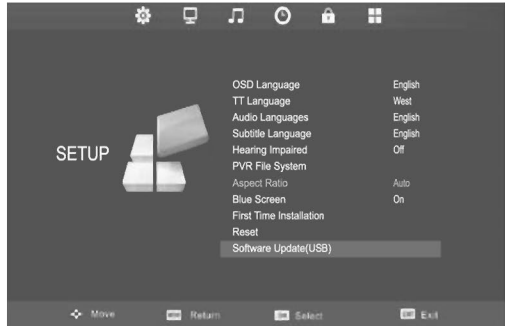 SETUP
OSD Language English
TT Language West
Audio Languages English
Subtitle Language English
Hearing Impaired Off
PVR File System
Aspect Ratio Auto
Blue Screen On
First Time Installation
Reset
Software Update(USB)
Move Return Select Exit